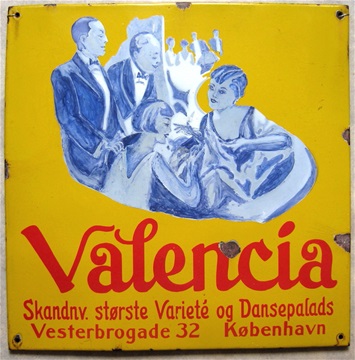 Valencia
Skandnv. største Varieté og Dansepalads
Vesterbrogade 32 København